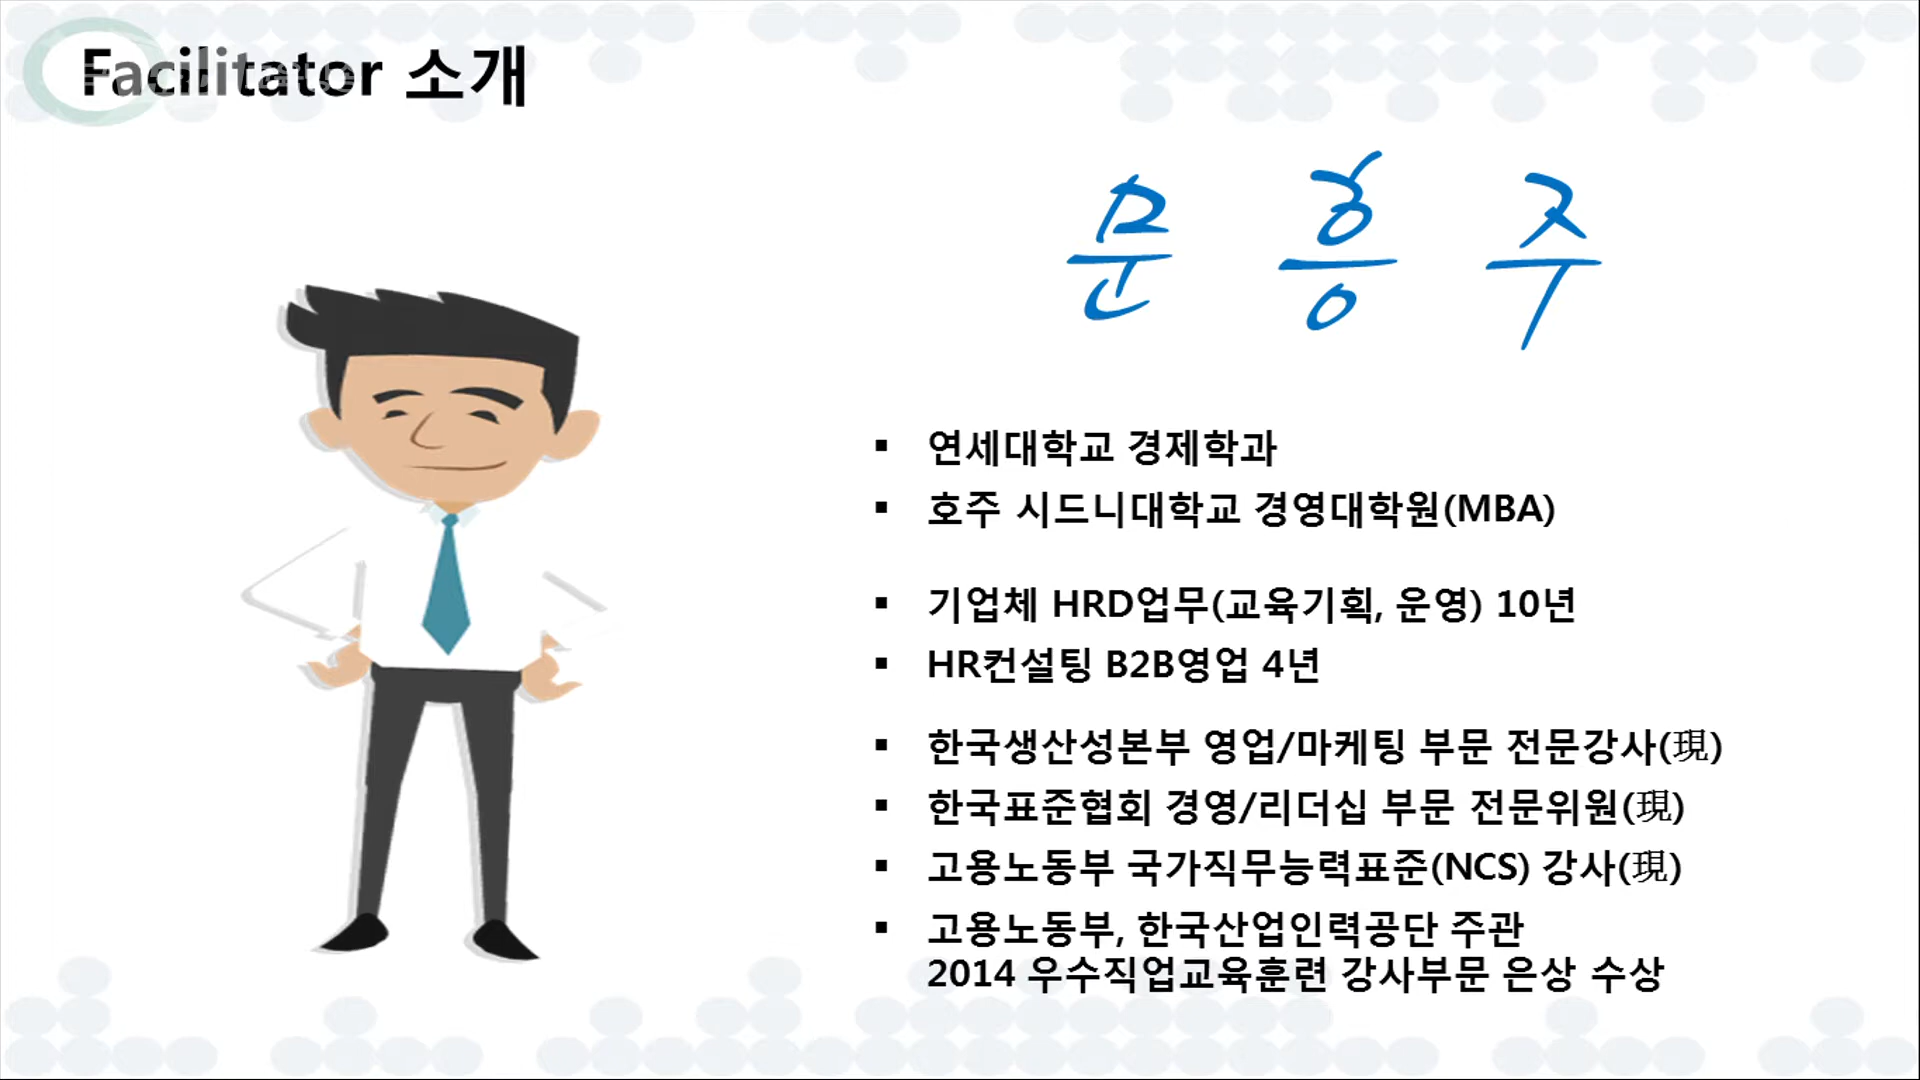 Facilitator 소개
문 흥 주
▪ 연세대학교 경제학과
▪ 호주 시드니대학교 경영대학원(MBA)
▪ 기업체 HRD업무(교육기획, 운영) 10년
▪ HR컨설팅 B2B영업 4년
▪ 한국생산성본부 영업/마케팅 부문 전문강사(現)
▪ 한국표준협회 경영/리더십 부문 전문위원(現)
▪ 고용노동부 국가직무능력표준(NCS) 강사(現)
▪ 고용노동부, 한국산업인력공단 주관
2014 우수직업교육훈련 강사부문 은상 수상